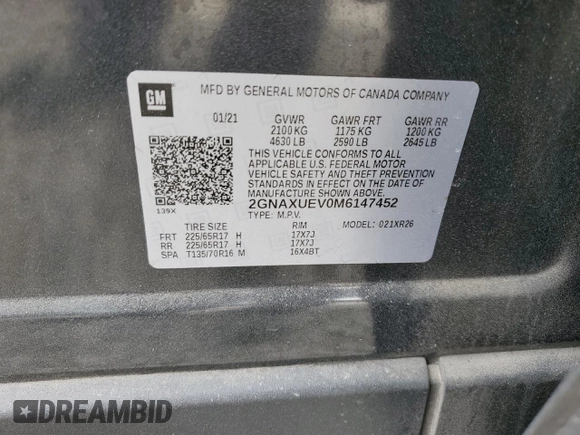 GM
MFD BY GENERAL MOTORS OF CANADA COMPANY
01/21 GVWR GAWR FRT GAWR RR
2100 KG 1175 KG 1200 KG
4630 LB 2590 LB 2645 LB
THIS VEHICLE CONFORMS TO ALL
APPLICABLE U.S. FEDERAL MOTOR
VEHICLE SAFETY AND THEFT PREVENTION
STANDARDS IN EFFECT ON THE DATE OF
MANUFACTURE SHOWN ABOVE.
139X
2GNAXUEV0M6147452
TYPE: M.P.V.
TIRE SIZE RIM MODEL: 021XR26
FRT 225/65R17 H 17X7J
RR 225/65R17 H 17X7J
SPA T135/70R16 M 16X4BT
DREAMBID